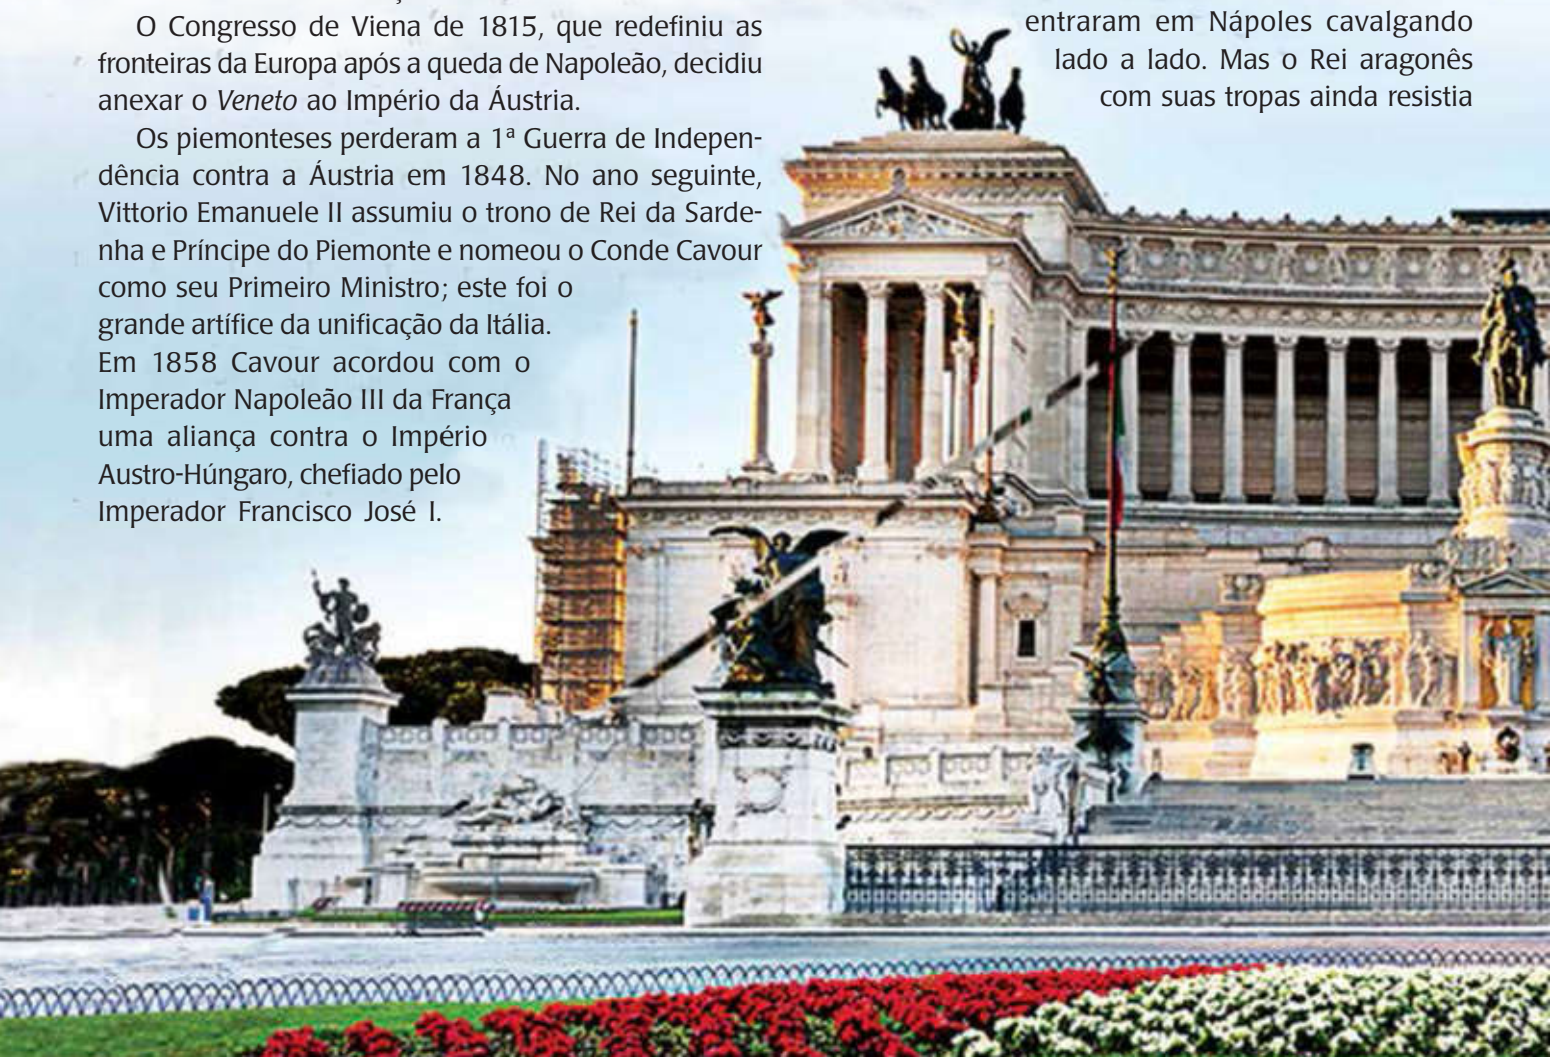 O Congresso de Viena de 1815, que redefiniu as
fronteiras da Europa após a queda de Napoleão, decidiu
anexar o Veneto ao Império da Áustria.
Os piemonteses perderam a 1ª Guerra de Indepen-
dência contra a Áustria em 1848. No ano seguinte,
Vittorio Emanuele II assumiu o trono de Rei da Sarde-
nha e Príncipe do Piemonte e nomeou o Conde Cavour
como seu Primeiro Ministro; este foi o
grande artífice da unificação da Itália.
Em 1858 Cavour acordou com o
Imperador Napoleão III da França
uma aliança contra o Império
Austro-Húngaro, chefiado pelo
Imperador Francisco José I.
entraram em Nápoles cavalgando
lado a lado. Mas o Rei aragonês
com suas tropas ainda resistia